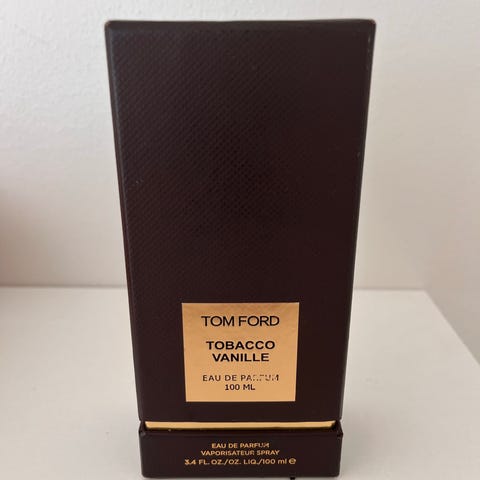 TOM FORD
TOBACCO
VANILLE
EAU DE PARFUM
100 ML
EAU DE PARFUM
VAPORISATEUR SPRAY
3.4 FL. OZ./OZ. LIQ./100 ml ℮